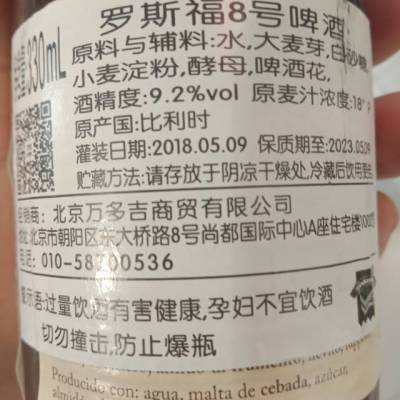 罗斯福8号啤酒
330mL
原料与辅料:水,大麦芽,白砂糖,
小麦淀粉,酵母,啤酒花,
酒精度:9.2%vol 原麦汁浓度:18°P
原产国:比利时
灌装日期:2018.05.09 保质期至:2023.05.09
贮藏方法:请存放于阴凉干燥处,冷藏后饮用更佳
经销商:北京万多吉商贸有限公司
地址:北京市朝阳区东大桥路8号尚都国际中心A座住宅楼
电话:010-58700536
提示语:过量饮酒有害健康,孕妇不宜饮酒
切勿撞击,防止爆瓶
Producido con: agua, malta de cebada, azúcar,